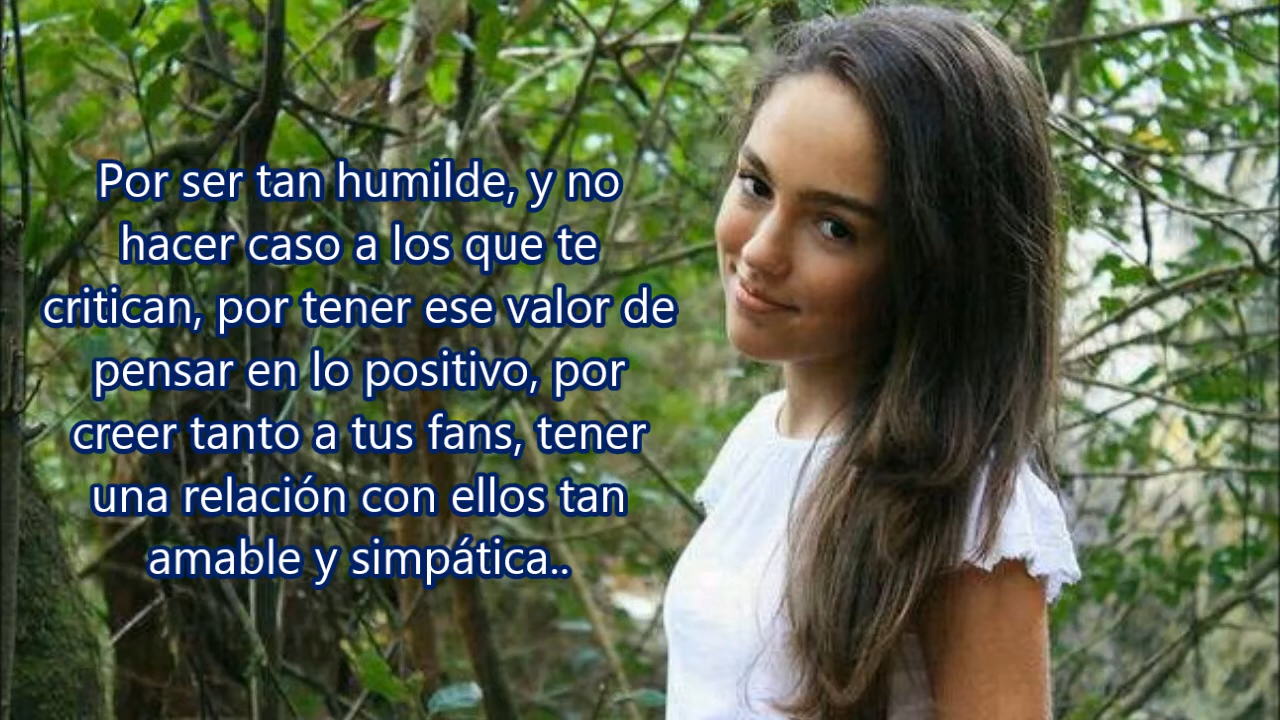 Por ser tan humilde, y no
hacer caso a los que te
critican, por tener ese valor de
pensar en lo positivo, por
creer tanto a tus fans, tener
una relación con ellos tan
amable y simpática..